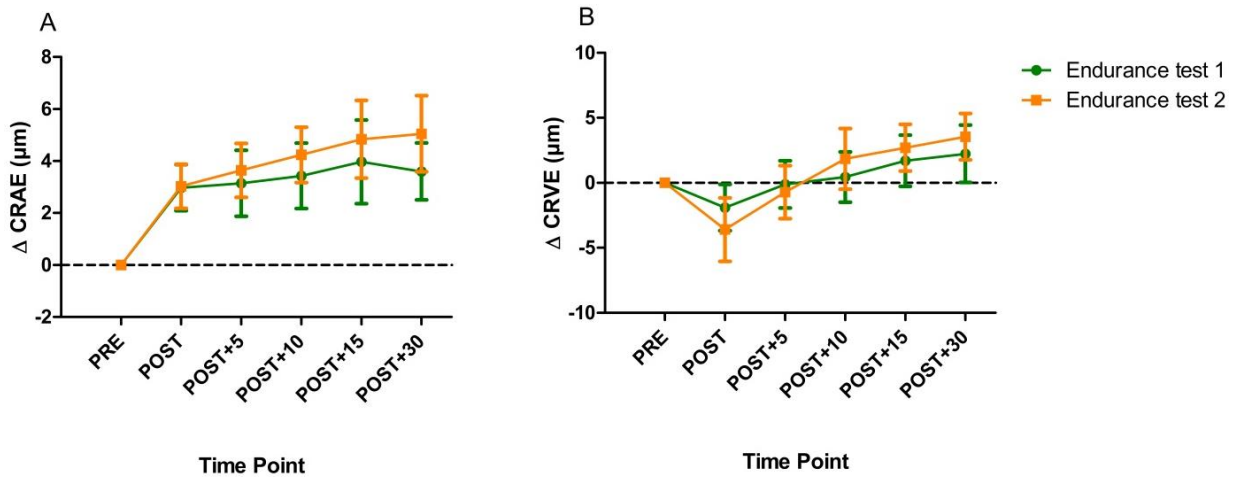 A
Δ CRAE (µm)
8
6
4
2
0
-2
PRE
POST
POST+5
POST+10
POST+15
POST+30
Time Point
B
Δ CRVE (µm)
10
5
0
-5
-10
PRE
POST
POST+5
POST+10
POST+15
POST+30
Time Point
Endurance test 1
Endurance test 2